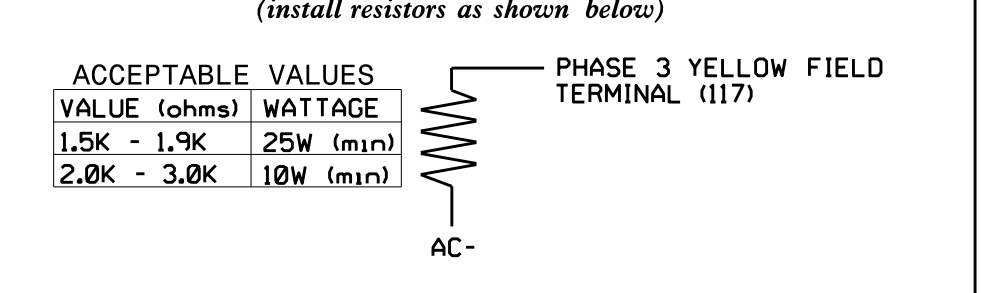 (install resistors as shown below)
ACCEPTABLE VALUES
VALUE (ohms) WATTAGE
1.5K - 1.9K 25W (min)
2.0K - 3.0K 10W (min)
PHASE 3 YELLOW FIELD
TERMINAL (117)
AC-